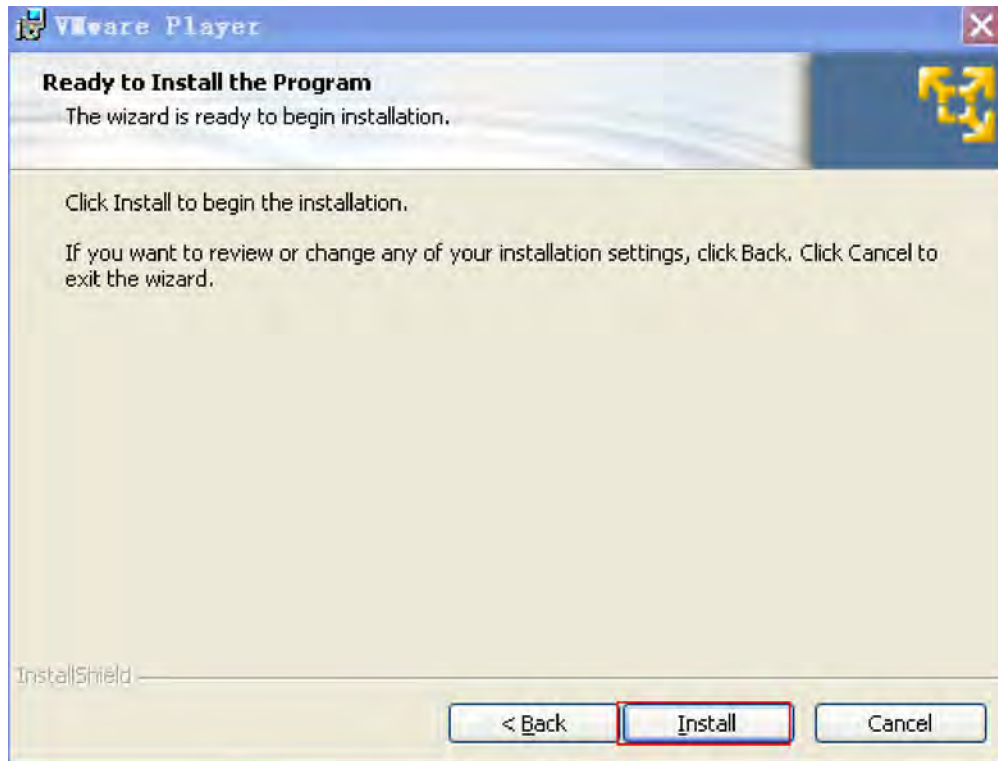 VMware Player
Ready to Install the Program
The wizard is ready to begin installation.
Click Install to begin the installation.
If you want to review or change any of your installation settings, click Back. Click Cancel to
exit the wizard.
InstallShield
< Back
Install
Cancel